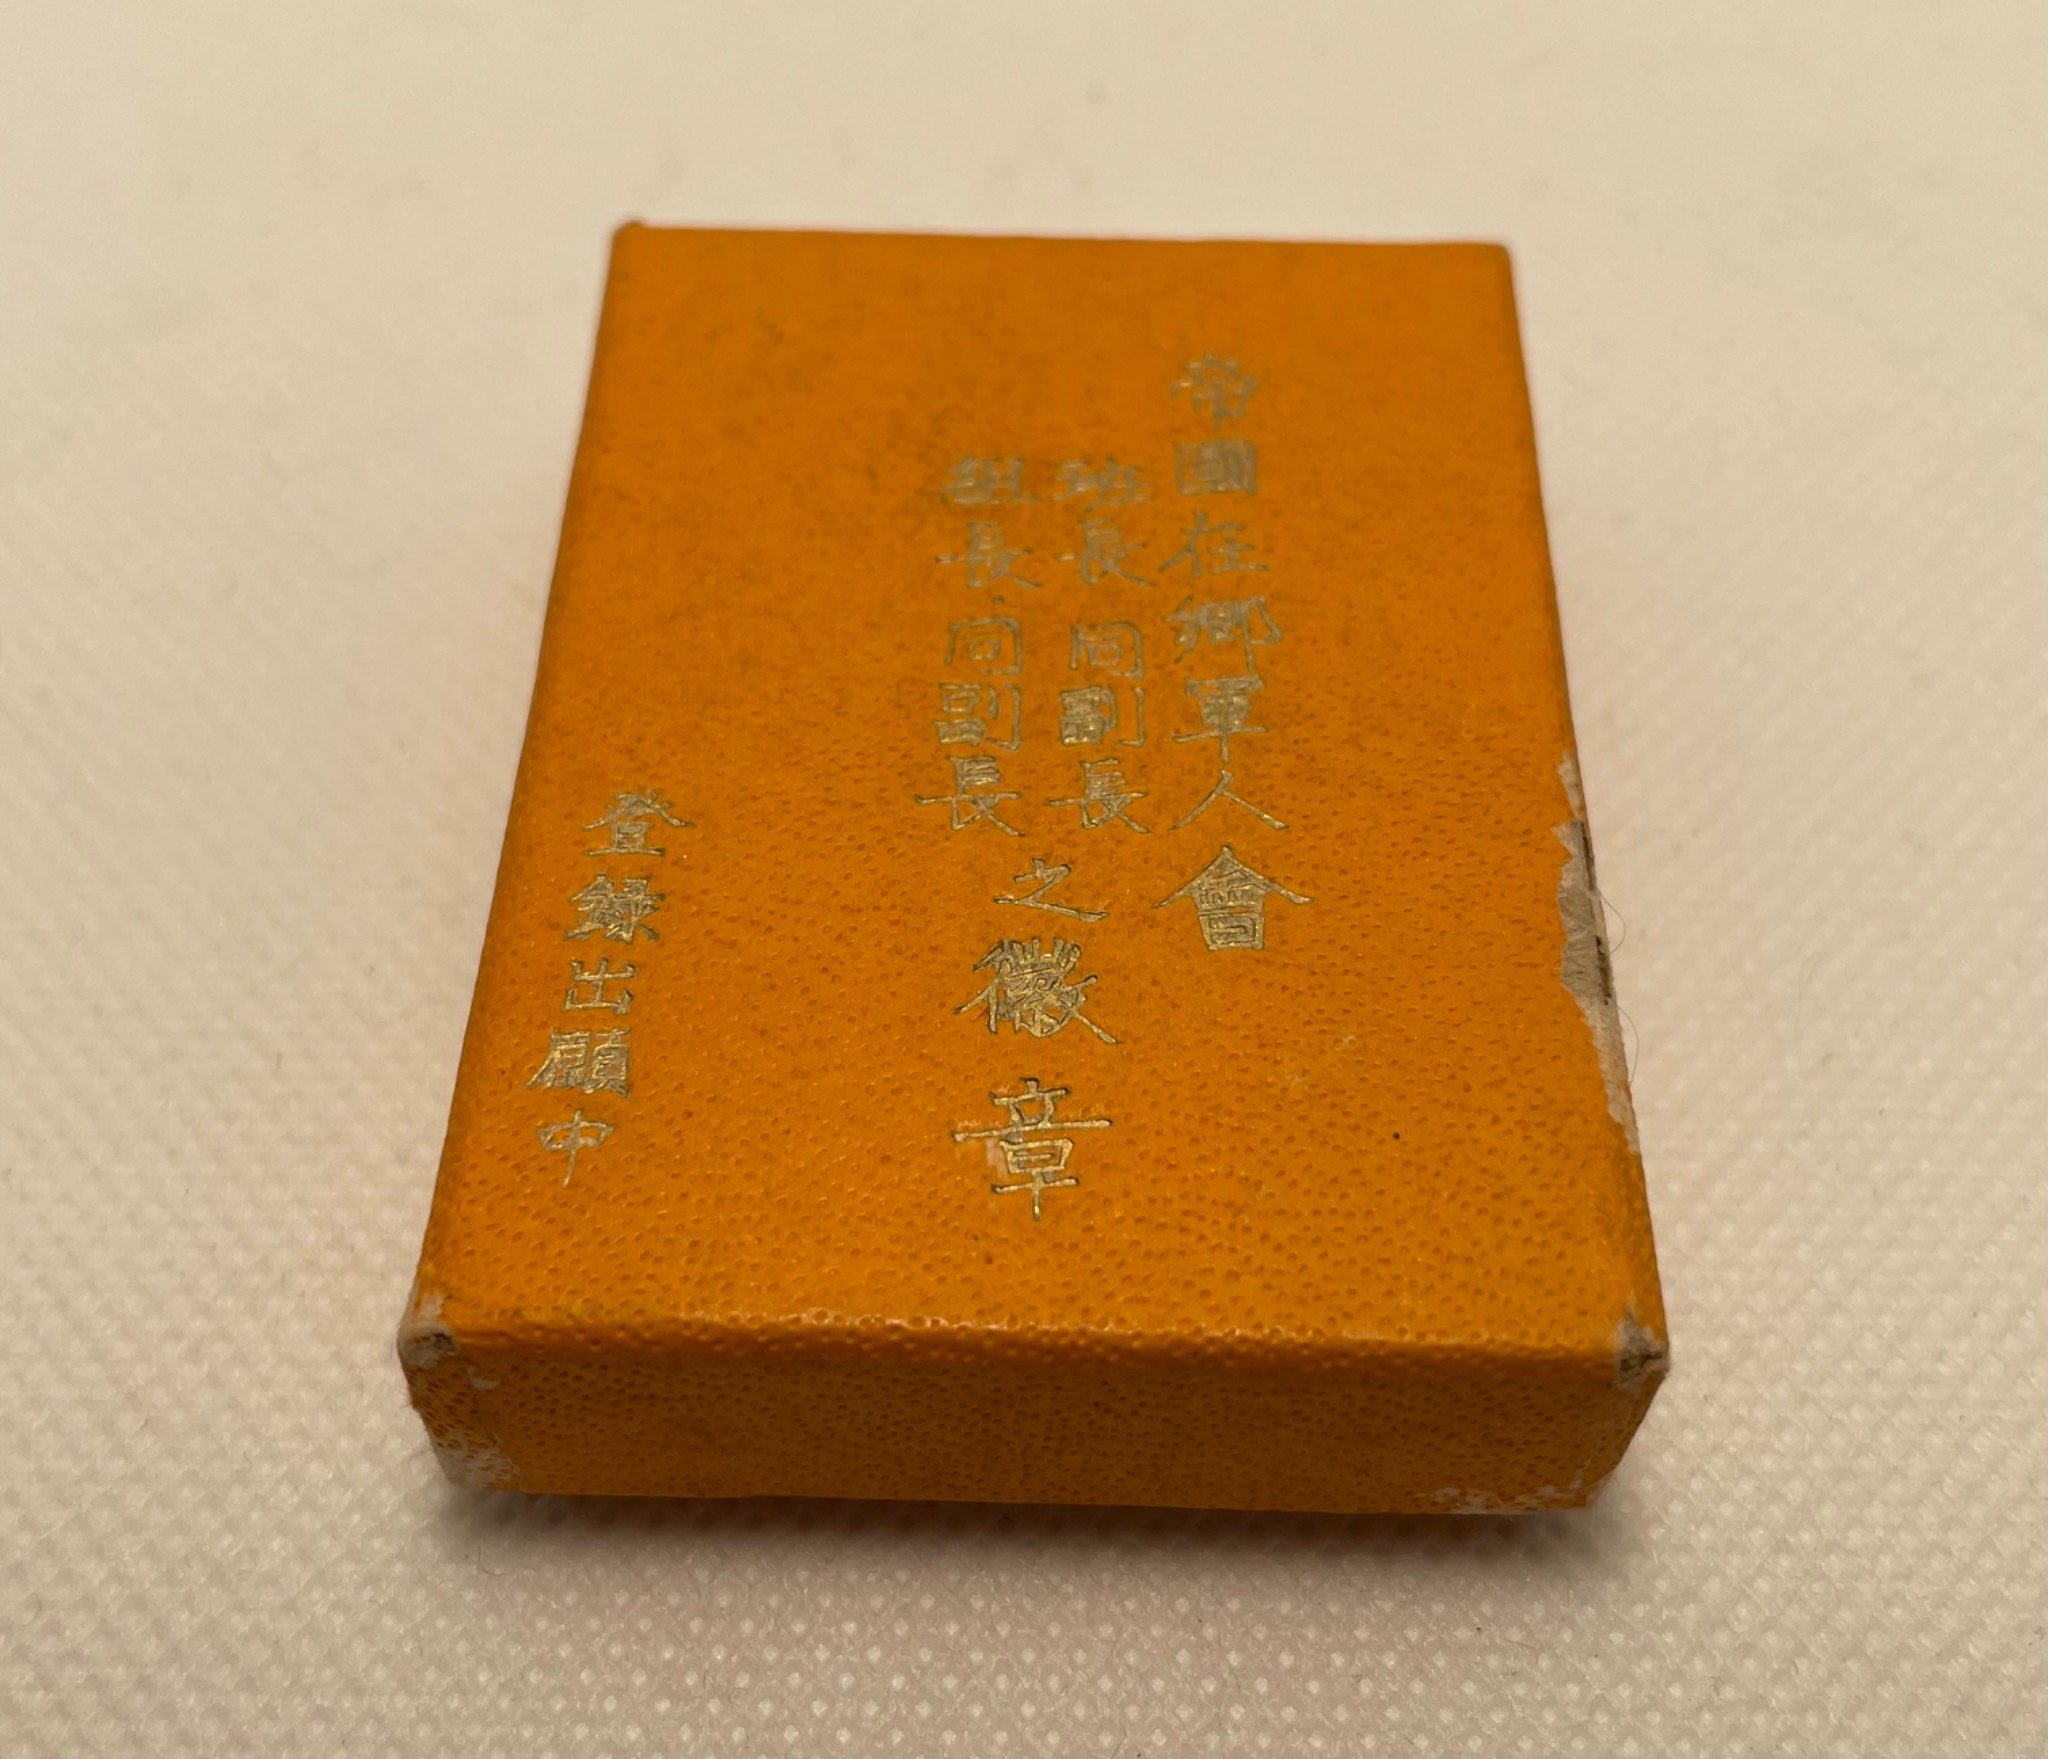 帝國在鄉軍人會
班長同副長
組長同副長
之徽章
登録出願中